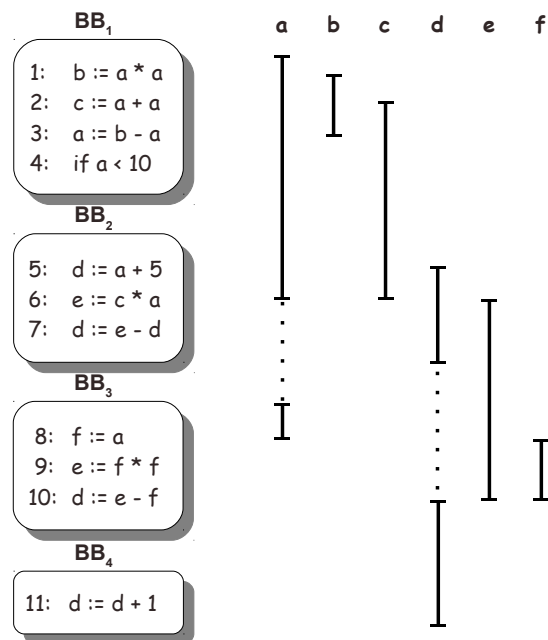 BB1 a b c d e f
1: b := a * a
2: c := a + a
3: a := b - a
4: if a < 10
BB2
5: d := a + 5
6: e := c * a
7: d := e - d
BB3
8: f := a
9: e := f * f
10: d := e - f
BB4
11: d := d + 1